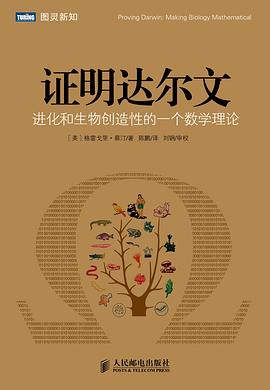 TURING 图灵新知
Proving Darwin: Making Biology Mathematical
证明达尔文
进化和生物创造性的一个数学理论
[美] 格雷戈里·蔡汀/著 陈鹏/译 刘钢/审校
人民邮电出版社
POSTS & TELECOM PRESS